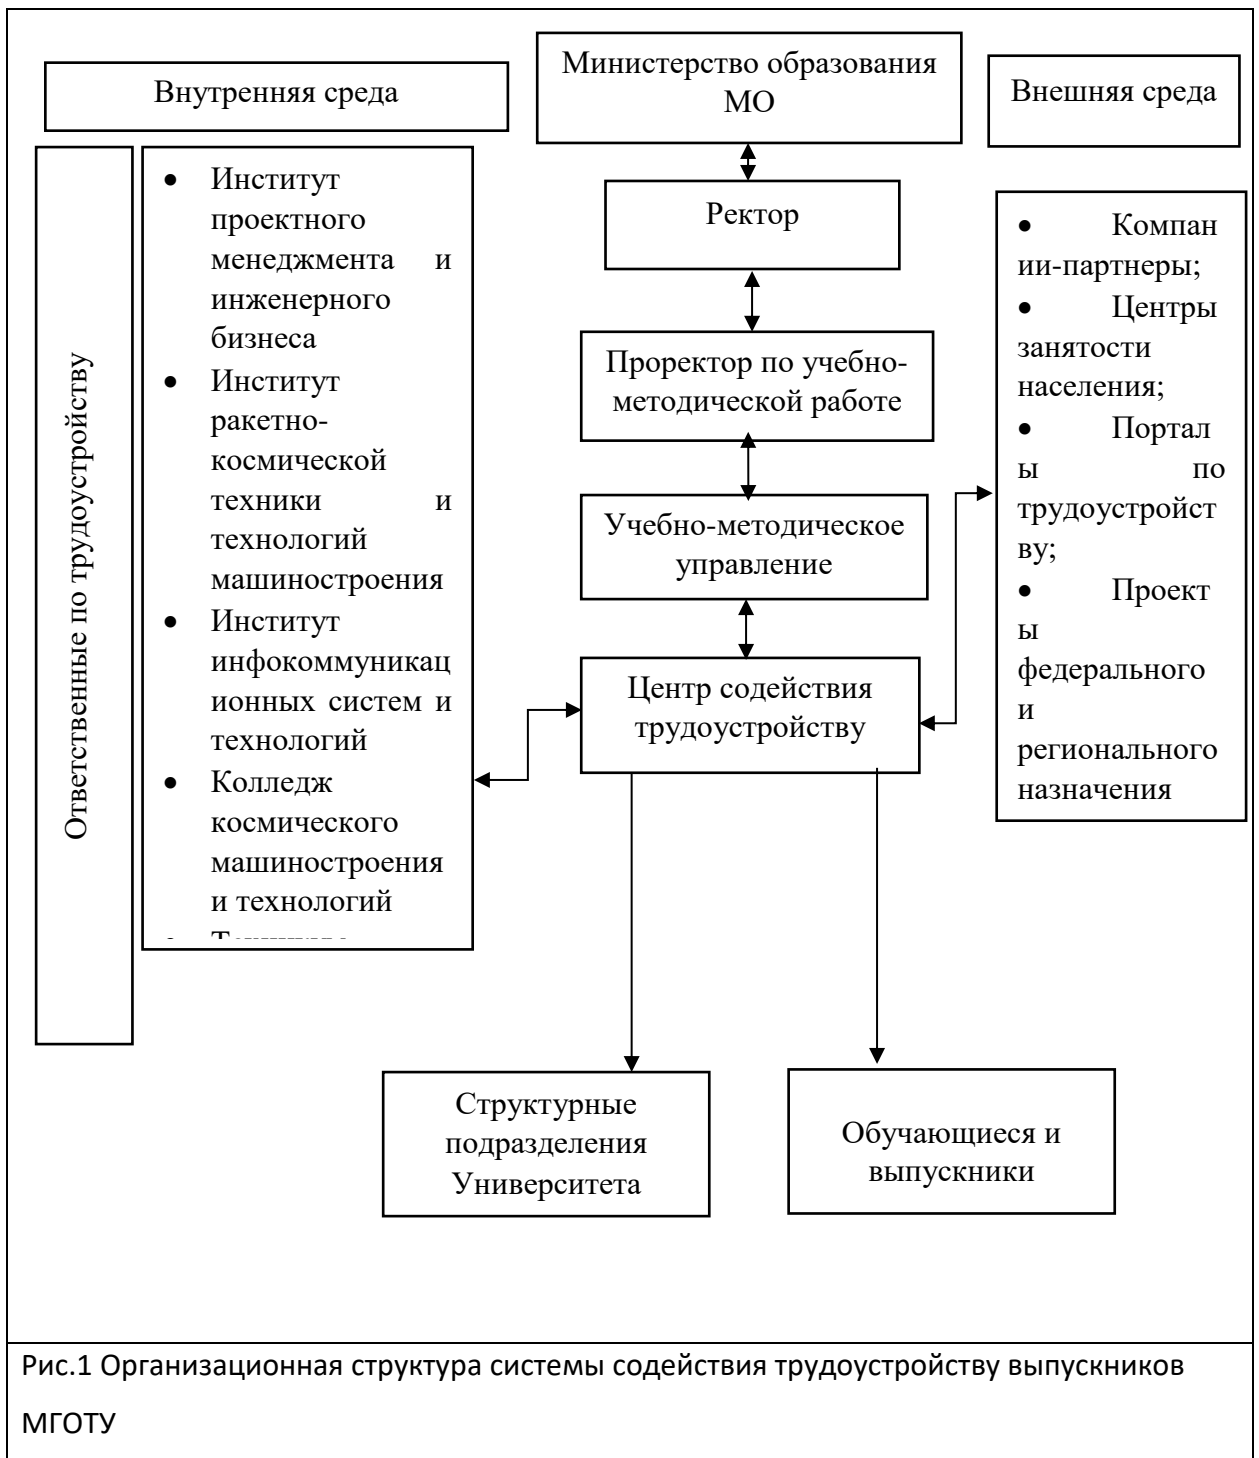 Внутренняя среда
Министерство образования
МО
Внешняя среда
Ответственные по трудоустройству
• Институт
проектного
менеджмента и
инженерного
бизнеса
• Институт
ракетно-
космической
техники и
технологий
машиностроения
• Институт
инфокоммуникац
ионных систем и
технологий
• Колледж
космического
машиностроения
и технологий
Ректор
Проректор по учебно-
методической работе
Учебно-методическое
управление
Центр содействия
трудоустройству
• Компан
ии-партнеры;
• Центры
занятости
населения;
• Портал
ы по
трудоустройст
ву;
• Проект
ы
федерального
и
регионального
назначения
Структурные
подразделения
Университета
Обучающиеся и
выпускники
Рис.1 Организационная структура системы содействия трудоустройству выпускников
МГОТУ